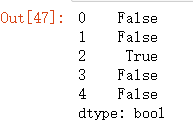 Out[47]: 0 False
1 False
2 True
3 False
4 False
dtype: bool